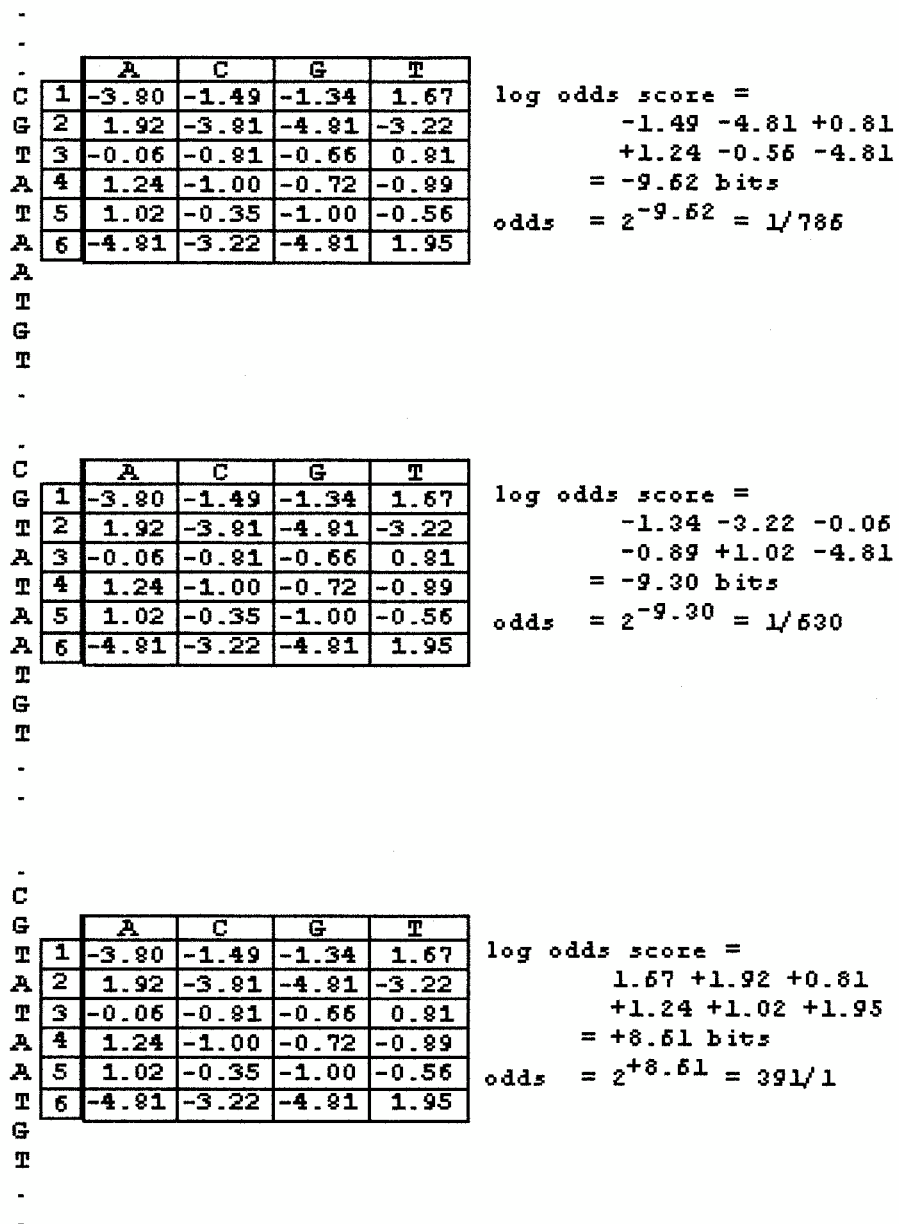 -
-
- A C G T
C 1 -3.80 -1.49 -1.34 1.67 log odds score =
G 2 1.92 -3.81 -4.81 -3.22 -1.49 -4.81 +0.81
T 3 -0.06 -0.81 -0.66 0.81 +1.24 -0.56 -4.81
A 4 1.24 -1.00 -0.72 -0.89 = -9.62 bits
T 5 1.02 -0.35 -1.00 -0.56 odds = 2^-9.62 = 1/786
A 6 -4.81 -3.22 -4.81 1.95
A
T
G
T
-
-
C A C G T
G 1 -3.80 -1.49 -1.34 1.67 log odds score =
T 2 1.92 -3.81 -4.81 -3.22 -1.34 -3.22 -0.06
A 3 -0.06 -0.81 -0.66 0.81 -0.89 +1.02 -4.81
T 4 1.24 -1.00 -0.72 -0.89 = -9.30 bits
A 5 1.02 -0.35 -1.00 -0.56 odds = 2^-9.30 = 1/630
A 6 -4.81 -3.22 -4.81 1.95
T
G
T
-
-
-
C
G A C G T
T 1 -3.80 -1.49 -1.34 1.67 log odds score =
A 2 1.92 -3.81 -4.81 -3.22 1.67 +1.92 +0.81
T 3 -0.06 -0.81 -0.66 0.81 +1.24 +1.02 +1.95
A 4 1.24 -1.00 -0.72 -0.89 = +8.61 bits
A 5 1.02 -0.35 -1.00 -0.56 odds = 2^+8.61 = 391/1
T 6 -4.81 -3.22 -4.81 1.95
G
T
-
-